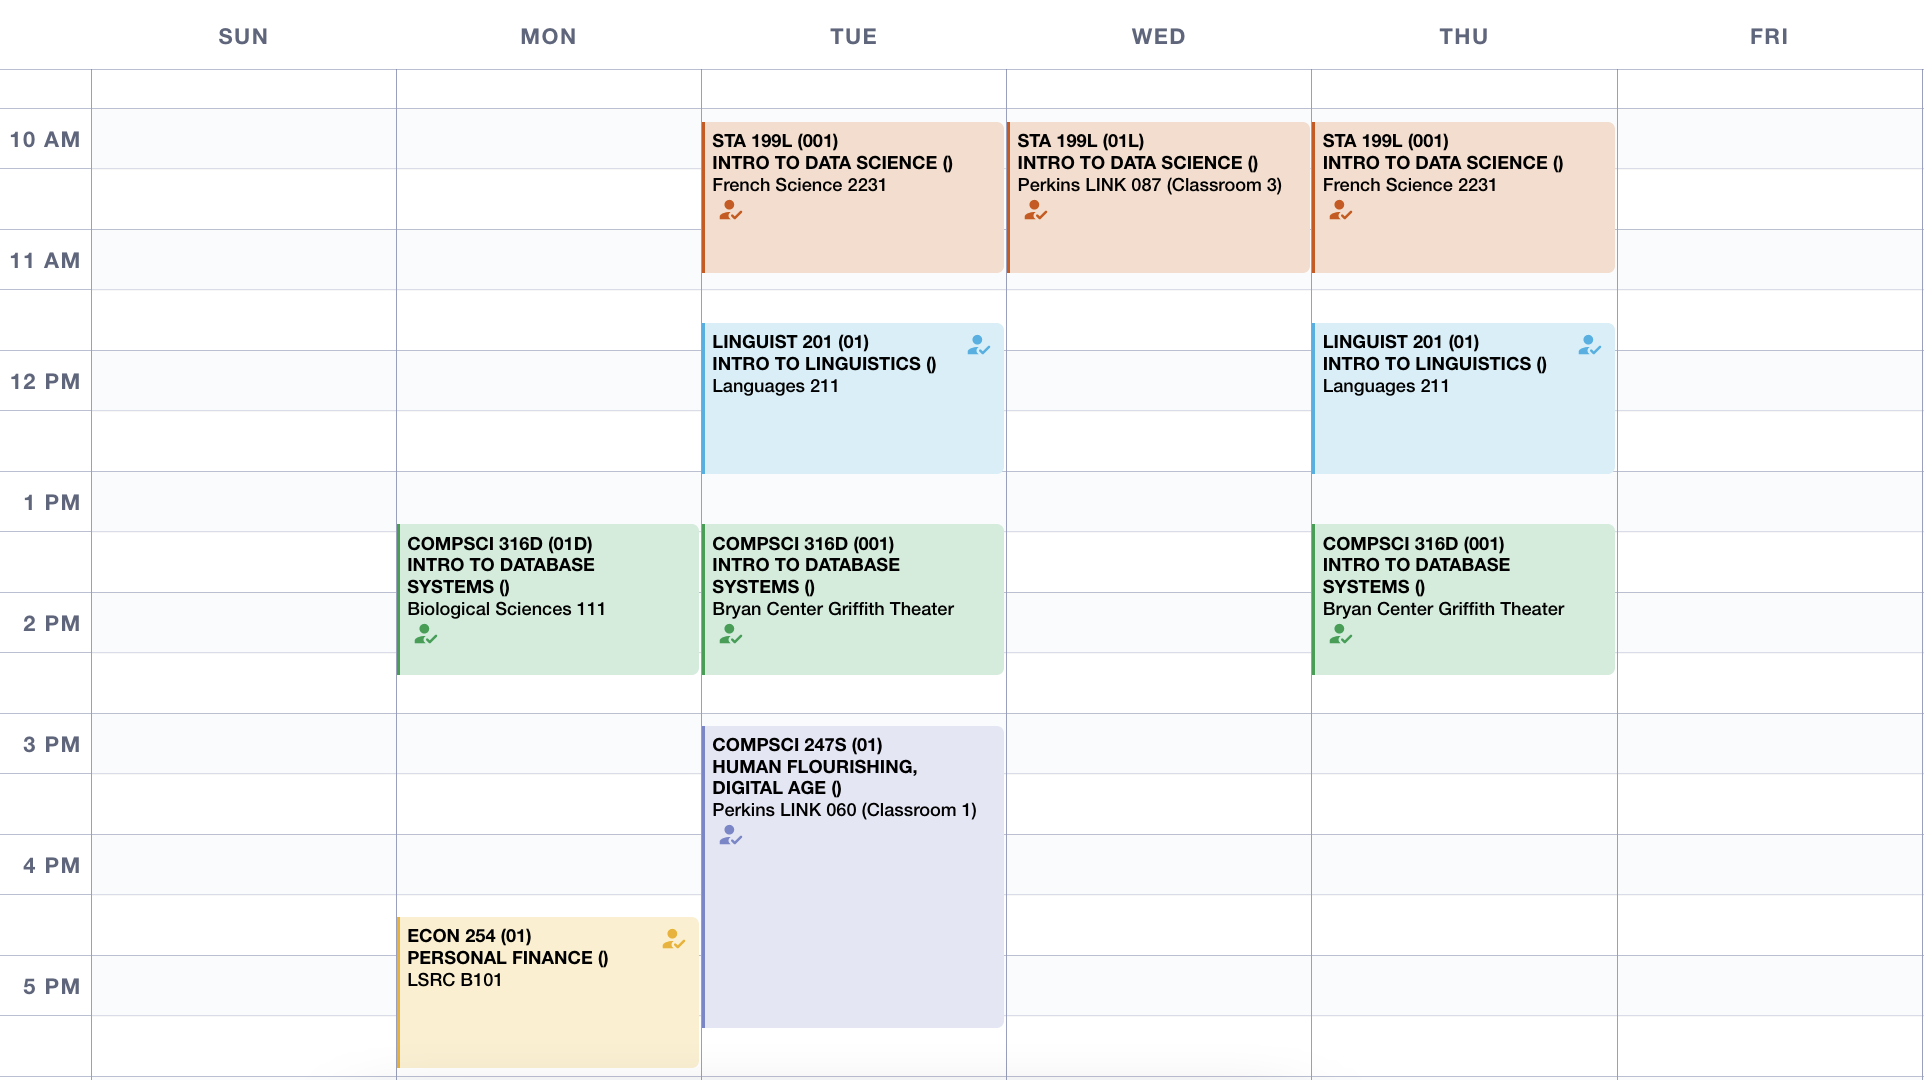 SUN
MON
TUE
WED
THU
FRI
10 AM
11 AM
12 PM
1 PM
2 PM
3 PM
4 PM
5 PM
COMPSCI 316D (01D)
INTRO TO DATABASE
SYSTEMS ()
Biological Sciences 111
ECON 254 (01)
PERSONAL FINANCE ()
LSRC B101
STA 199L (001)
INTRO TO DATA SCIENCE ()
French Science 2231
LINGUIST 201 (01)
INTRO TO LINGUISTICS ()
Languages 211
COMPSCI 316D (001)
INTRO TO DATABASE
SYSTEMS ()
Bryan Center Griffith Theater
COMPSCI 247S (01)
HUMAN FLOURISHING,
DIGITAL AGE ()
Perkins LINK 060 (Classroom 1)
STA 199L (01L)
INTRO TO DATA SCIENCE ()
Perkins LINK 087 (Classroom 3)
STA 199L (001)
INTRO TO DATA SCIENCE ()
French Science 2231
LINGUIST 201 (01)
INTRO TO LINGUISTICS ()
Languages 211
COMPSCI 316D (001)
INTRO TO DATABASE
SYSTEMS ()
Bryan Center Griffith Theater